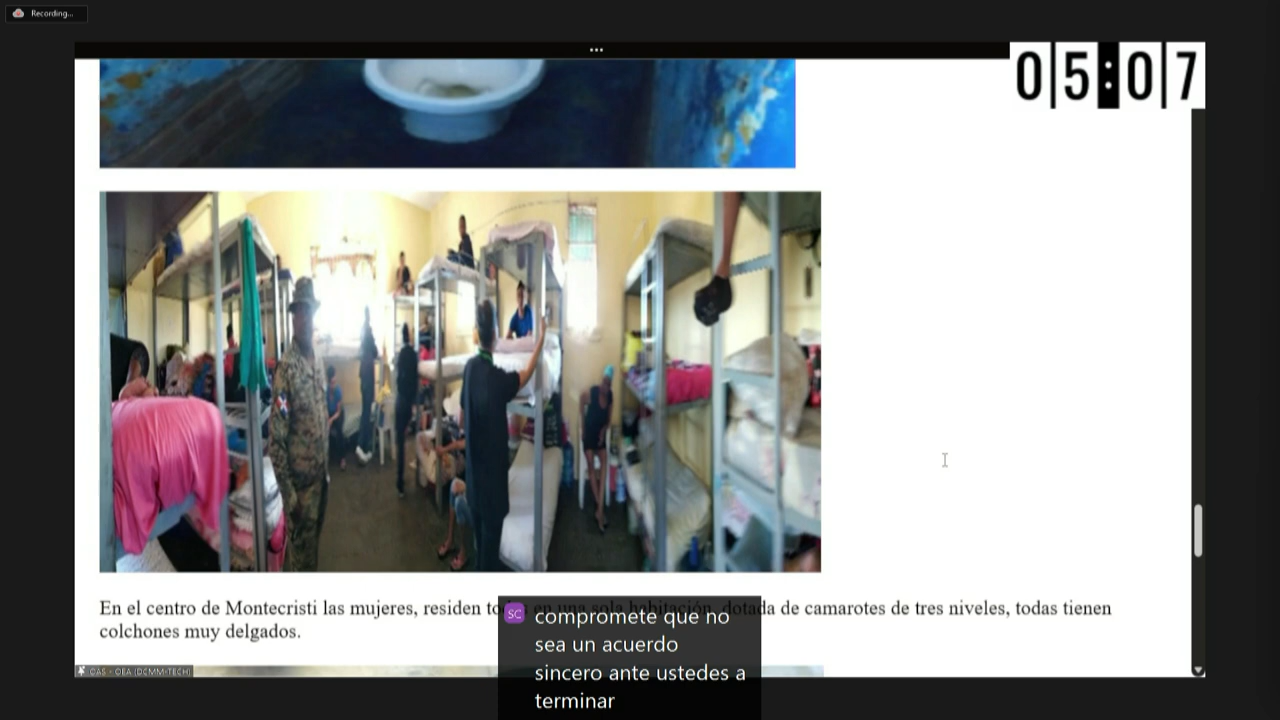 Recording...
...
05:07
En el centro de Montecristi las mujeres, residen todas en una sola habitación, dotada de camarotes de tres niveles, todas tienen
colchones muy delgados.
OAS - OEA (DCMM-TECH)
SC
compromete que no
sea un acuerdo
sincero ante ustedes a
terminar